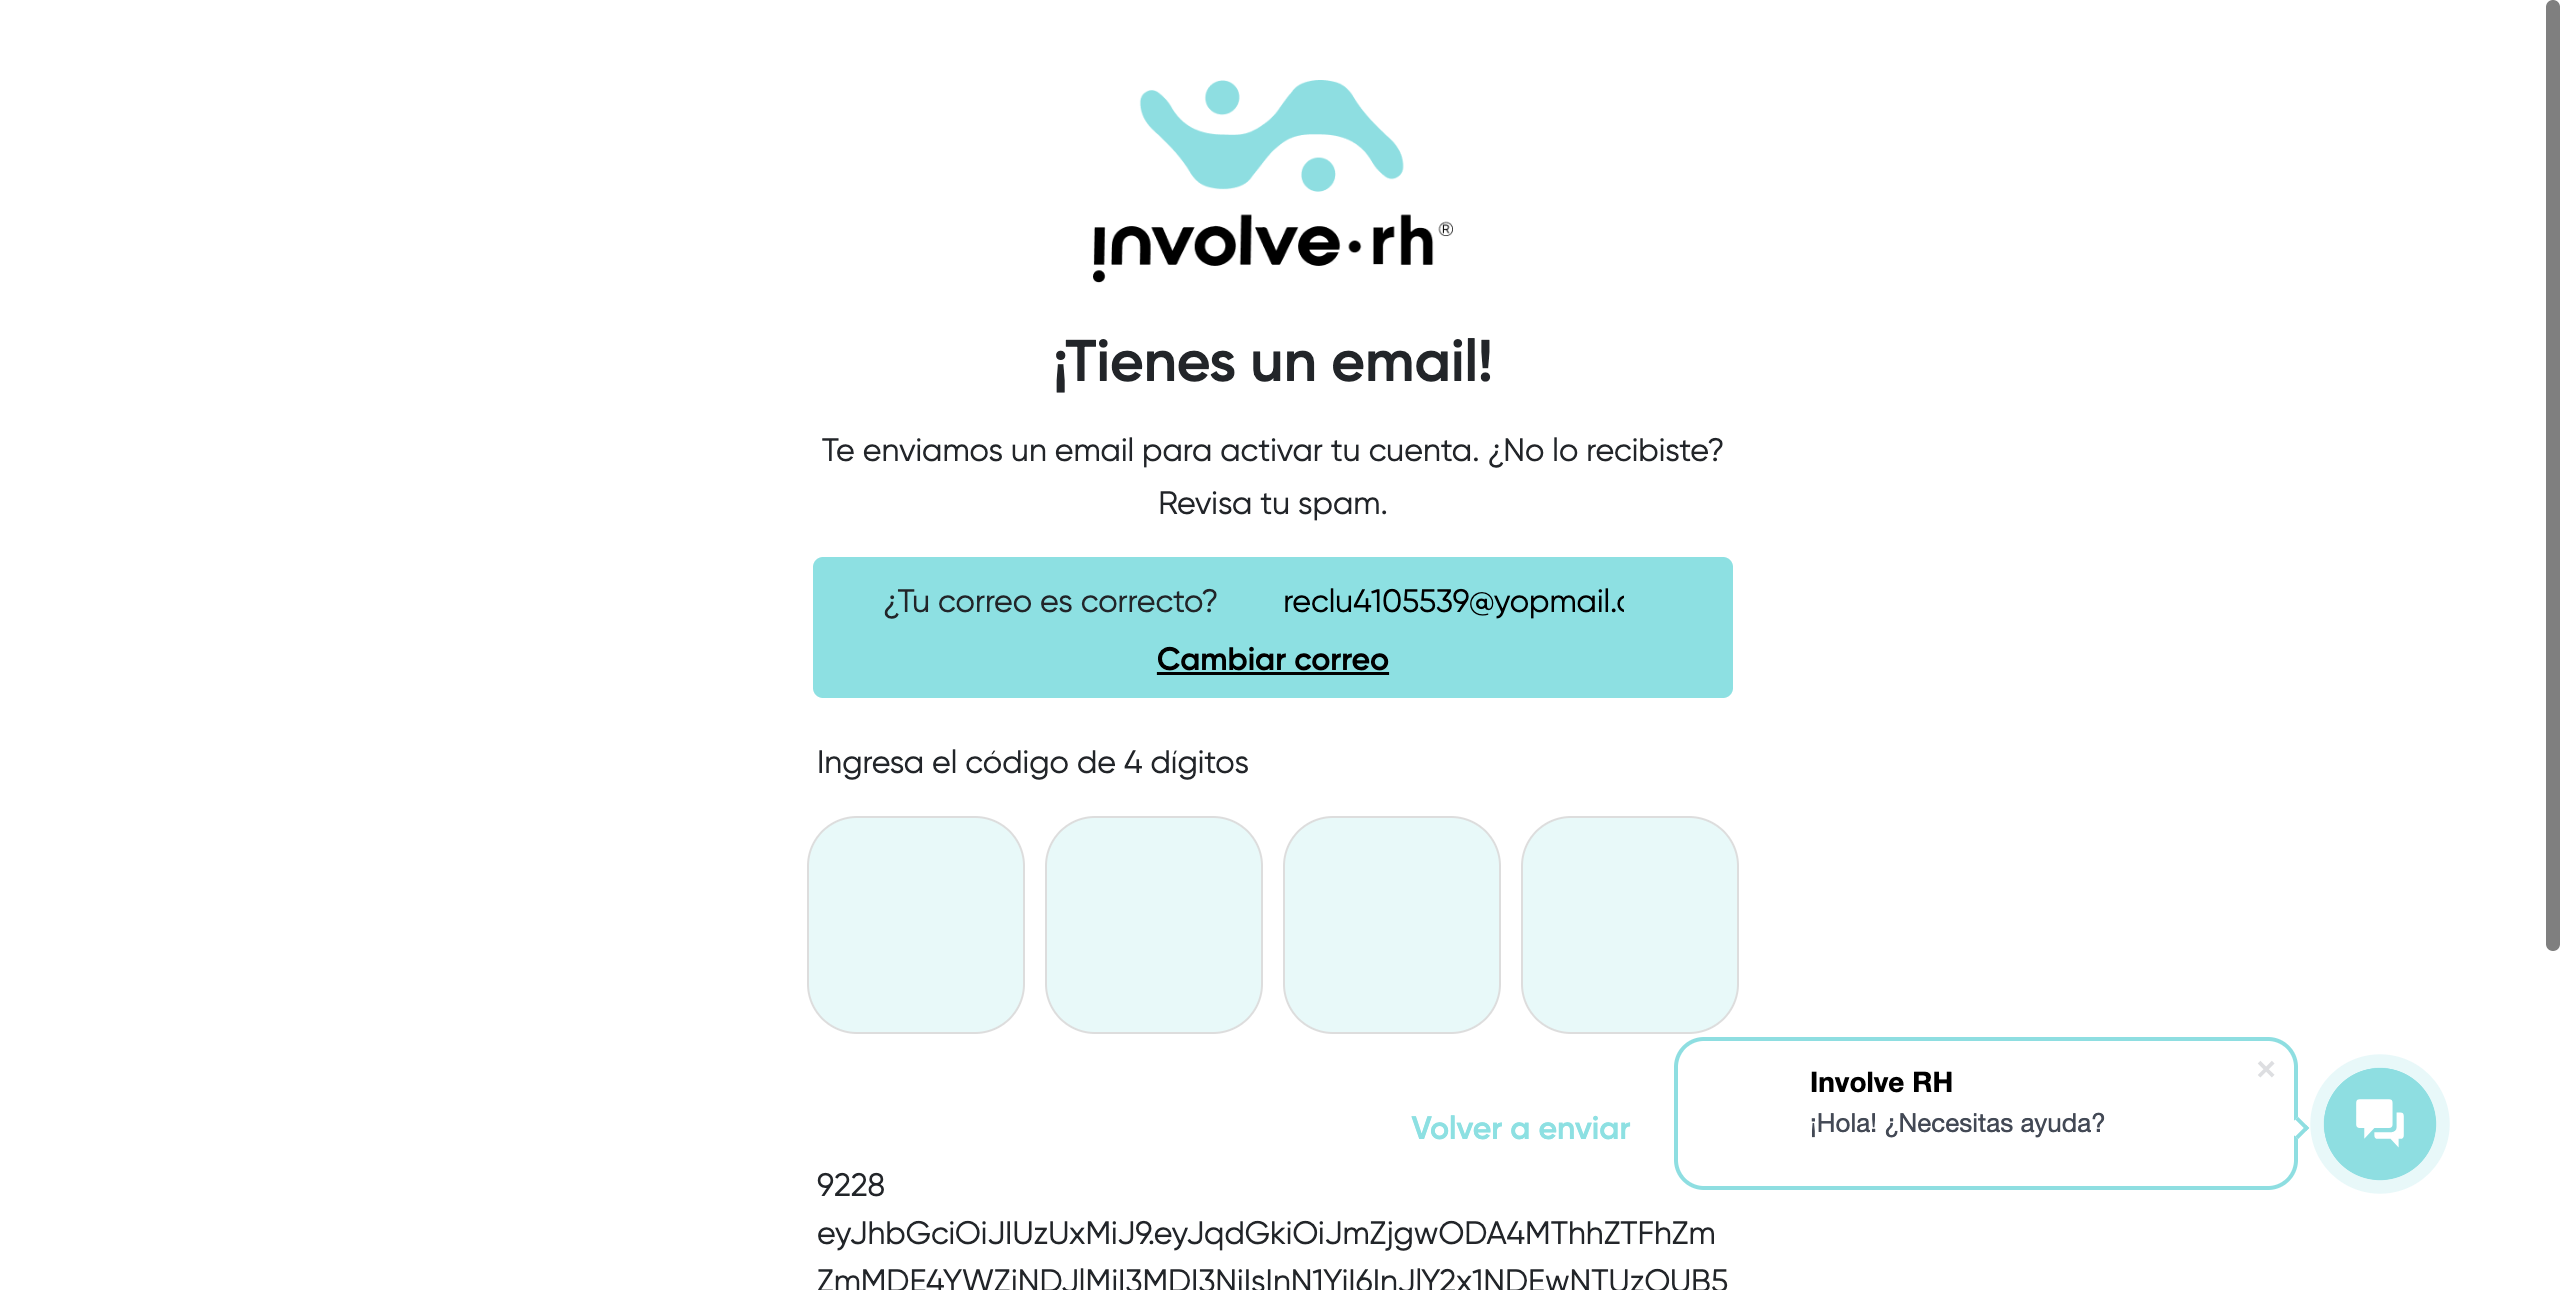 involve·rh®
¡Tienes un email!
Te enviamos un email para activar tu cuenta. ¿No lo recibiste?
Revisa tu spam.
¿Tu correo es correcto? reclu4105539@yopmail.c
Cambiar correo
Ingresa el código de 4 dígitos
Involve RH
¡Hola! ¿Necesitas ayuda?
Volver a enviar
9228
eyJhbGciOiJIUzUxMiJ9.eyJqdGkiOiJmZjgwODA4MThhZTFhZm
ZmMDE4YWZiNDJlMjI3MDI3NiIsInN1YiI6InJlY2x1NDEwNTUzOUB5